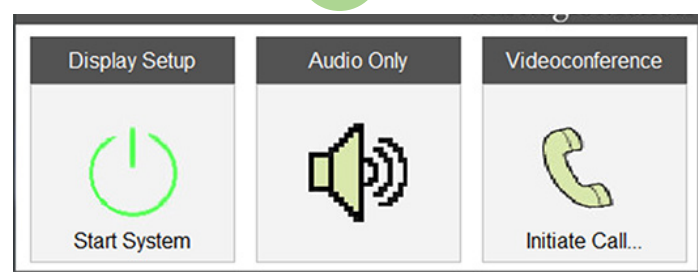 Display Setup
Audio Only
Videoconference
Start System
Initiate Call...